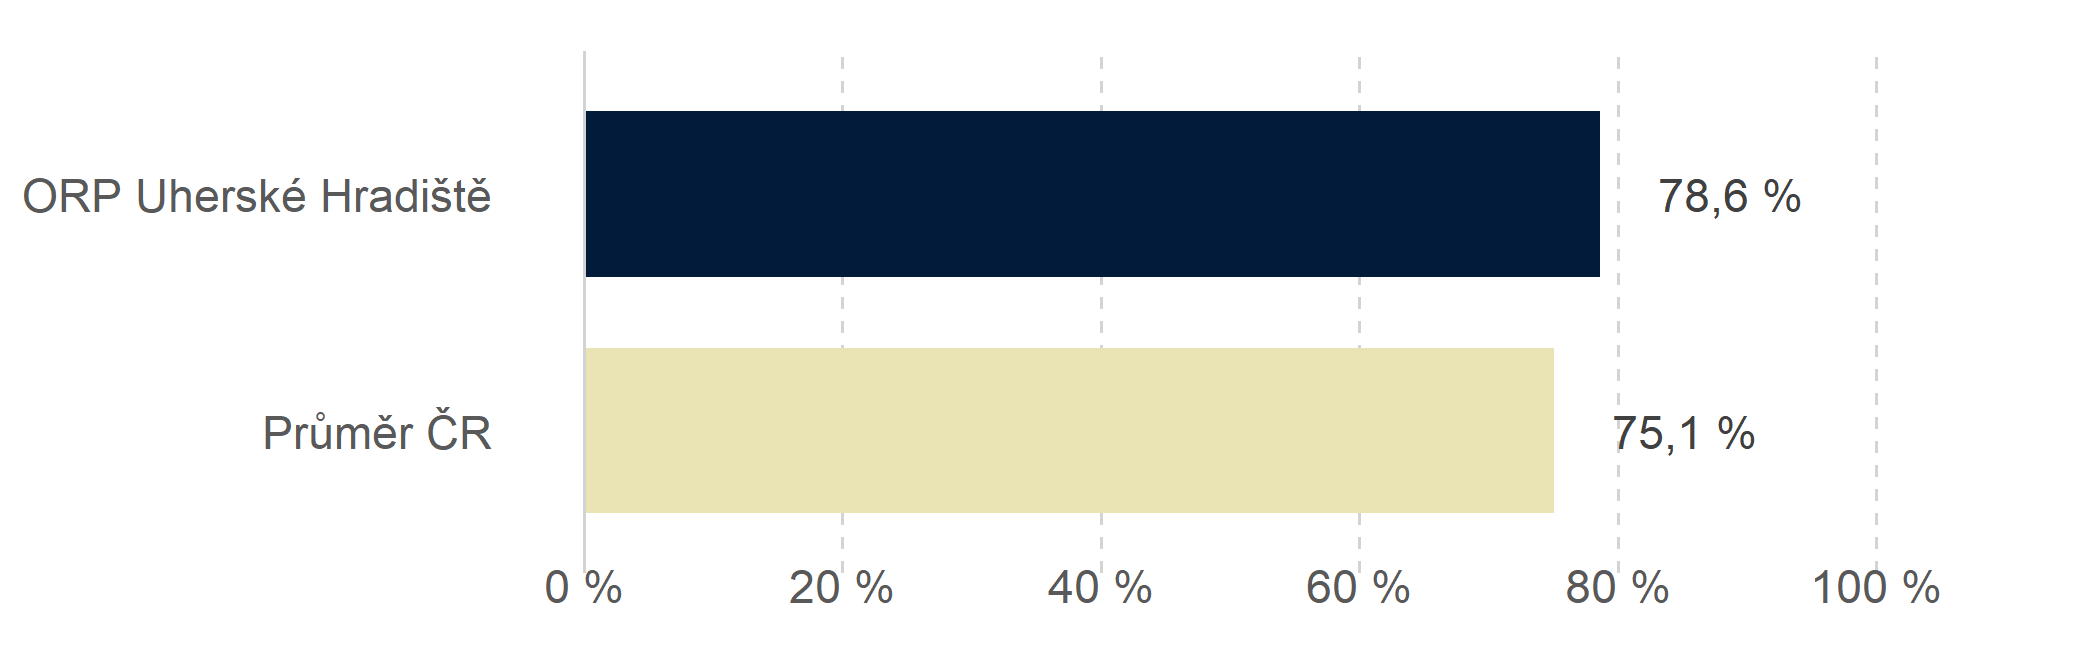 ORP Uherské Hradiště
78,6 %
Průměr ČR
75,1 %
0 % 20 % 40 % 60 % 80 % 100 %